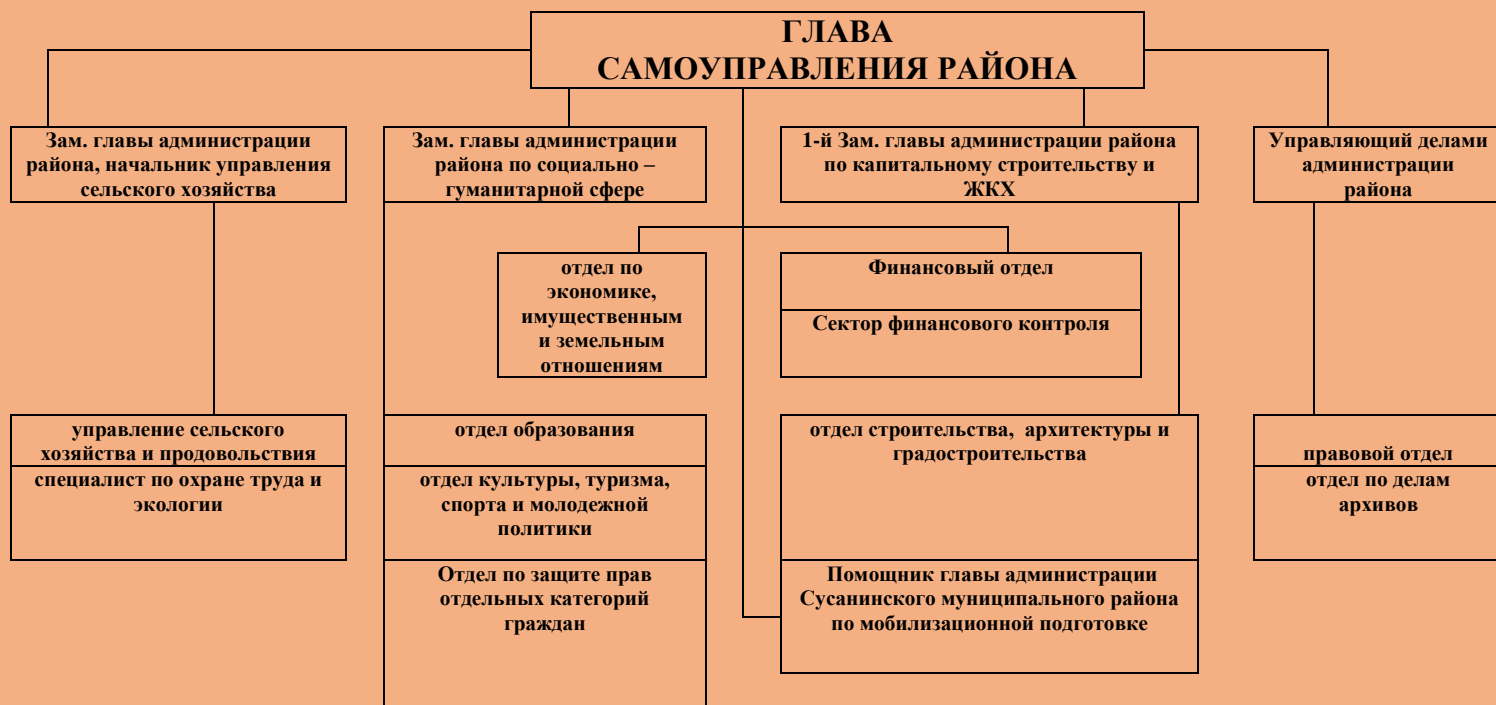 ГЛАВА
САМОУПРАВЛЕНИЯ РАЙОНА
Зам. главы администрации
района, начальник управления
сельского хозяйства
Зам. главы администрации
района по социально –
гуманитарной сфере
1-й Зам. главы администрации района
по капитальному строительству и
ЖКХ
Управляющий делами
администрации
района
отдел по
экономике,
имущественным
и земельным
отношениям
Финансовый отдел
Сектор финансового контроля
управление сельского
хозяйства и продовольствия
специалист по охране труда и
экологии
отдел образования
отдел культуры, туризма,
спорта и молодежной
политики
Отдел по защите прав
отдельных категорий
граждан
отдел строительства, архитектуры и
градостроительства
Помощник главы администрации
Сусанинского муниципального района
по мобилизационной подготовке
правовой отдел
отдел по делам
архивов